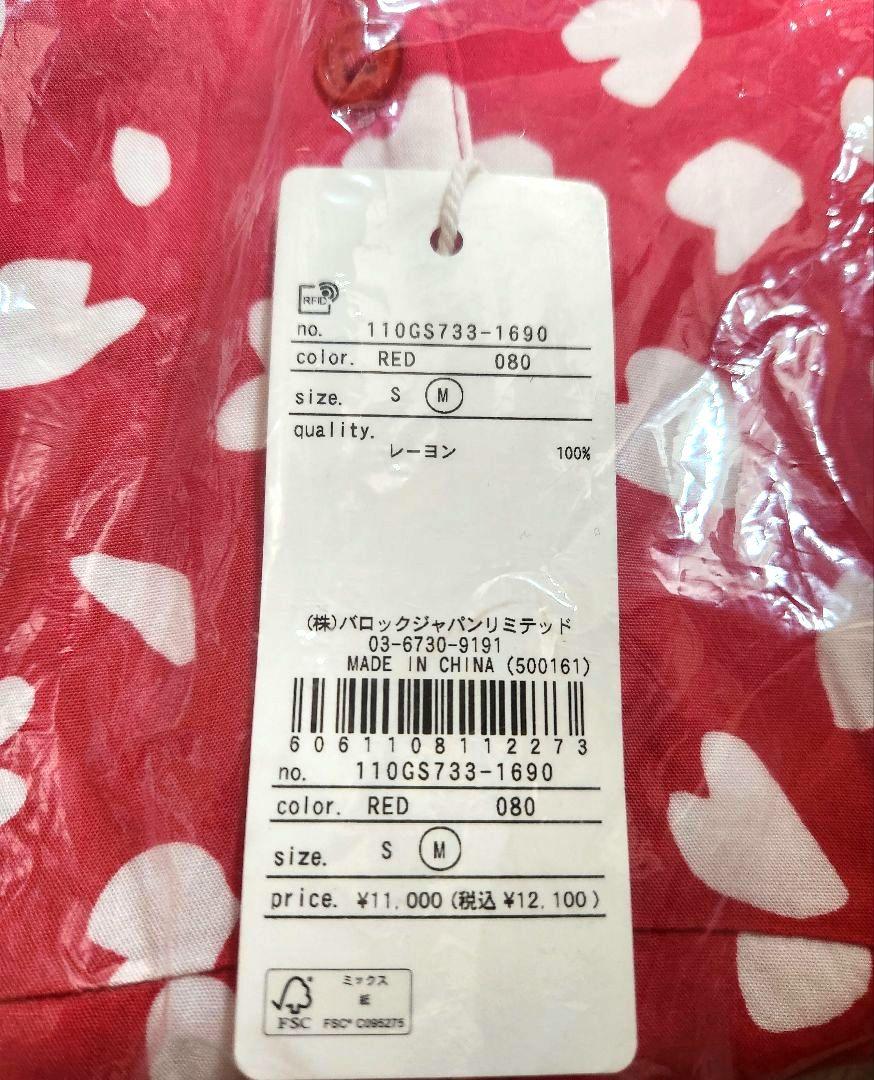 RFID
no. 110GS733-1690
color. RED 080
size. S M
quality.
レーヨン 100%
(株)バロックジャパンリミテッド
03-6730-9191
MADE IN CHINA (500161)
6061108112273
no. 110GS733-1690
color. RED 080
size. S M
price. ¥11,000 (税込 ¥12,100)
ミックス
紙
FSC FSC® C095275